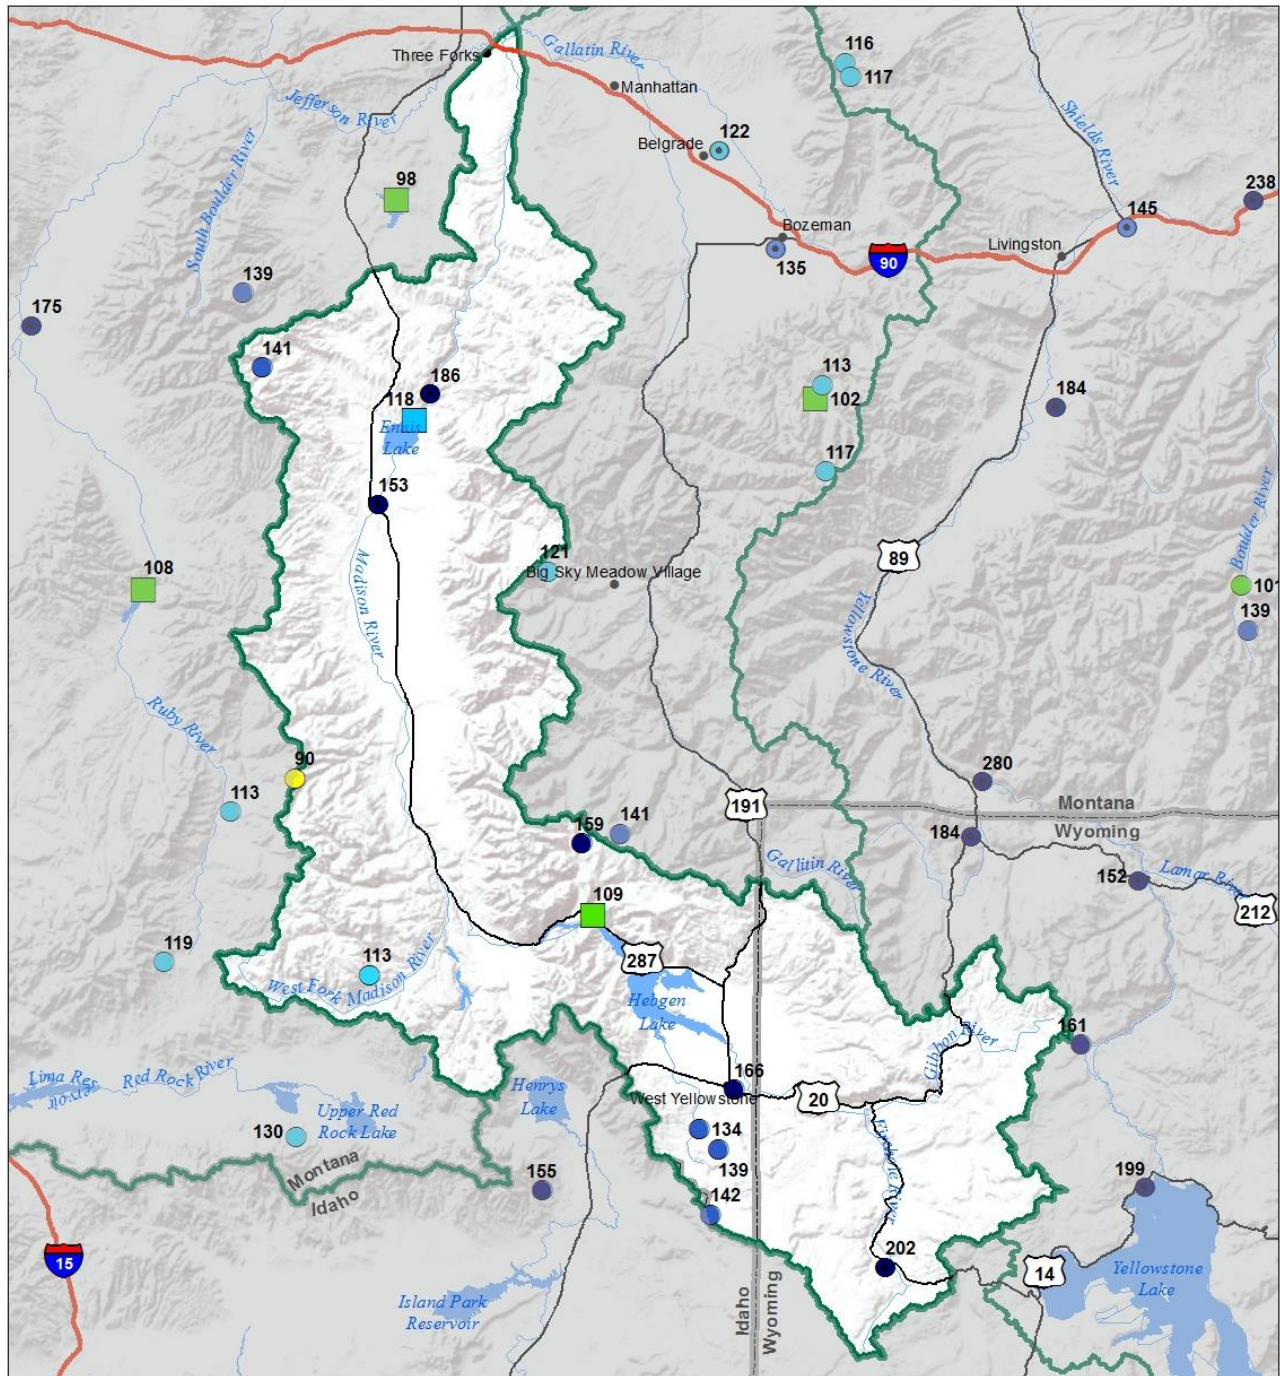 Three Forks
Gallatin River
116
117
Manhattan
Jefferson River
Shields River
122
Belgrade
South Boulder River
98
238
145
Bozeman
Livingston
135
90
139
175
141
186
113
118
102
184
Ennis
Lake
117
153
Boulder River
121
Big Sky Meadow Village
89
108
101
Madison River
139
Yellowstone River
Ruby River
90
280
113
191
Montana
Wyoming
159
141
184
Gallitin River
152
Lamar River
109
212
119
113
287
West Fork Madison River
Hebgen
Lake
161
Gibbon River
Lima Reservoir
Red Rock River
Henrys
Lake
166
West Yellowstone
20
Upper Red
Rock Lake
130
134
Firehole River
139
Montana
Idaho
155
199
142
202
15
14
Yellowstone
Lake
Island Park
Reservoir
Idaho
Wyoming